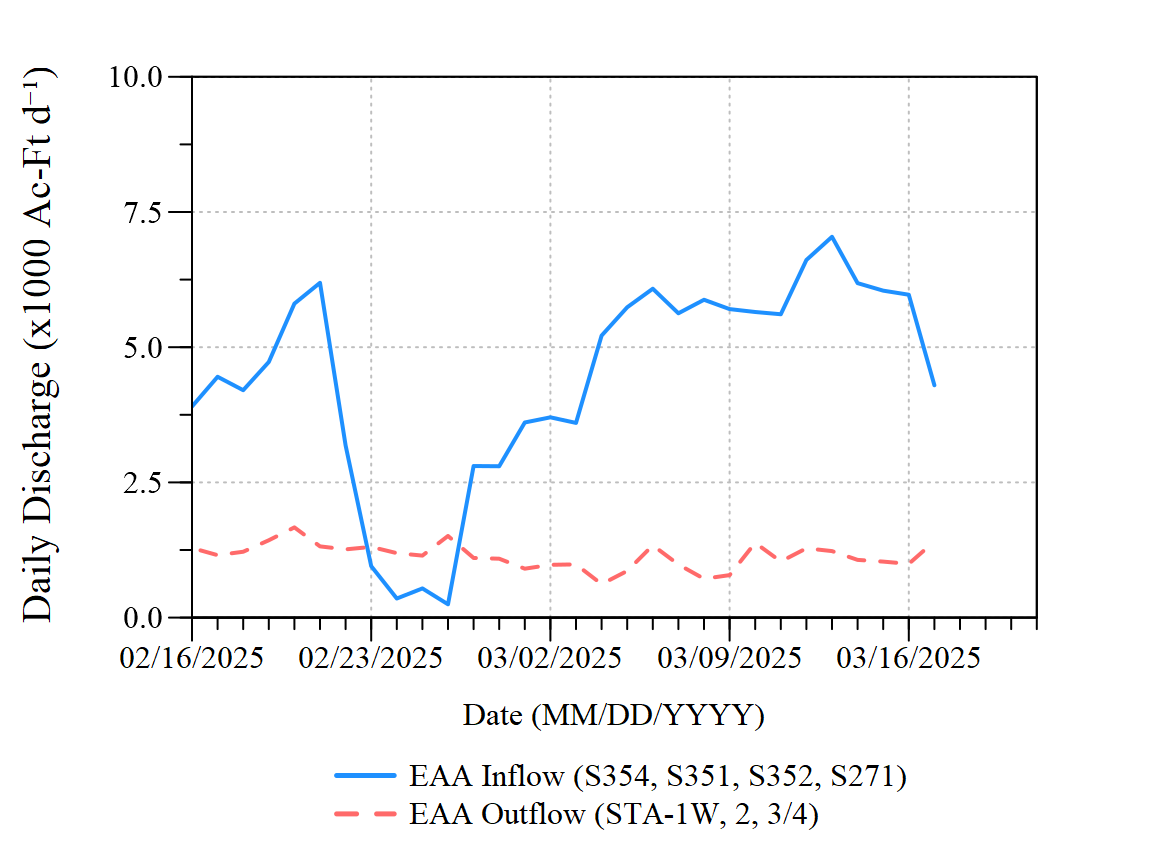 Daily Discharge (x1000 Ac-Ft d⁻¹)
10.0
7.5
5.0
2.5
0.0
02/16/2025 02/23/2025 03/02/2025 03/09/2025 03/16/2025
Date (MM/DD/YYYY)
EAA Inflow (S354, S351, S352, S271)
EAA Outflow (STA-1W, 2, 3/4)